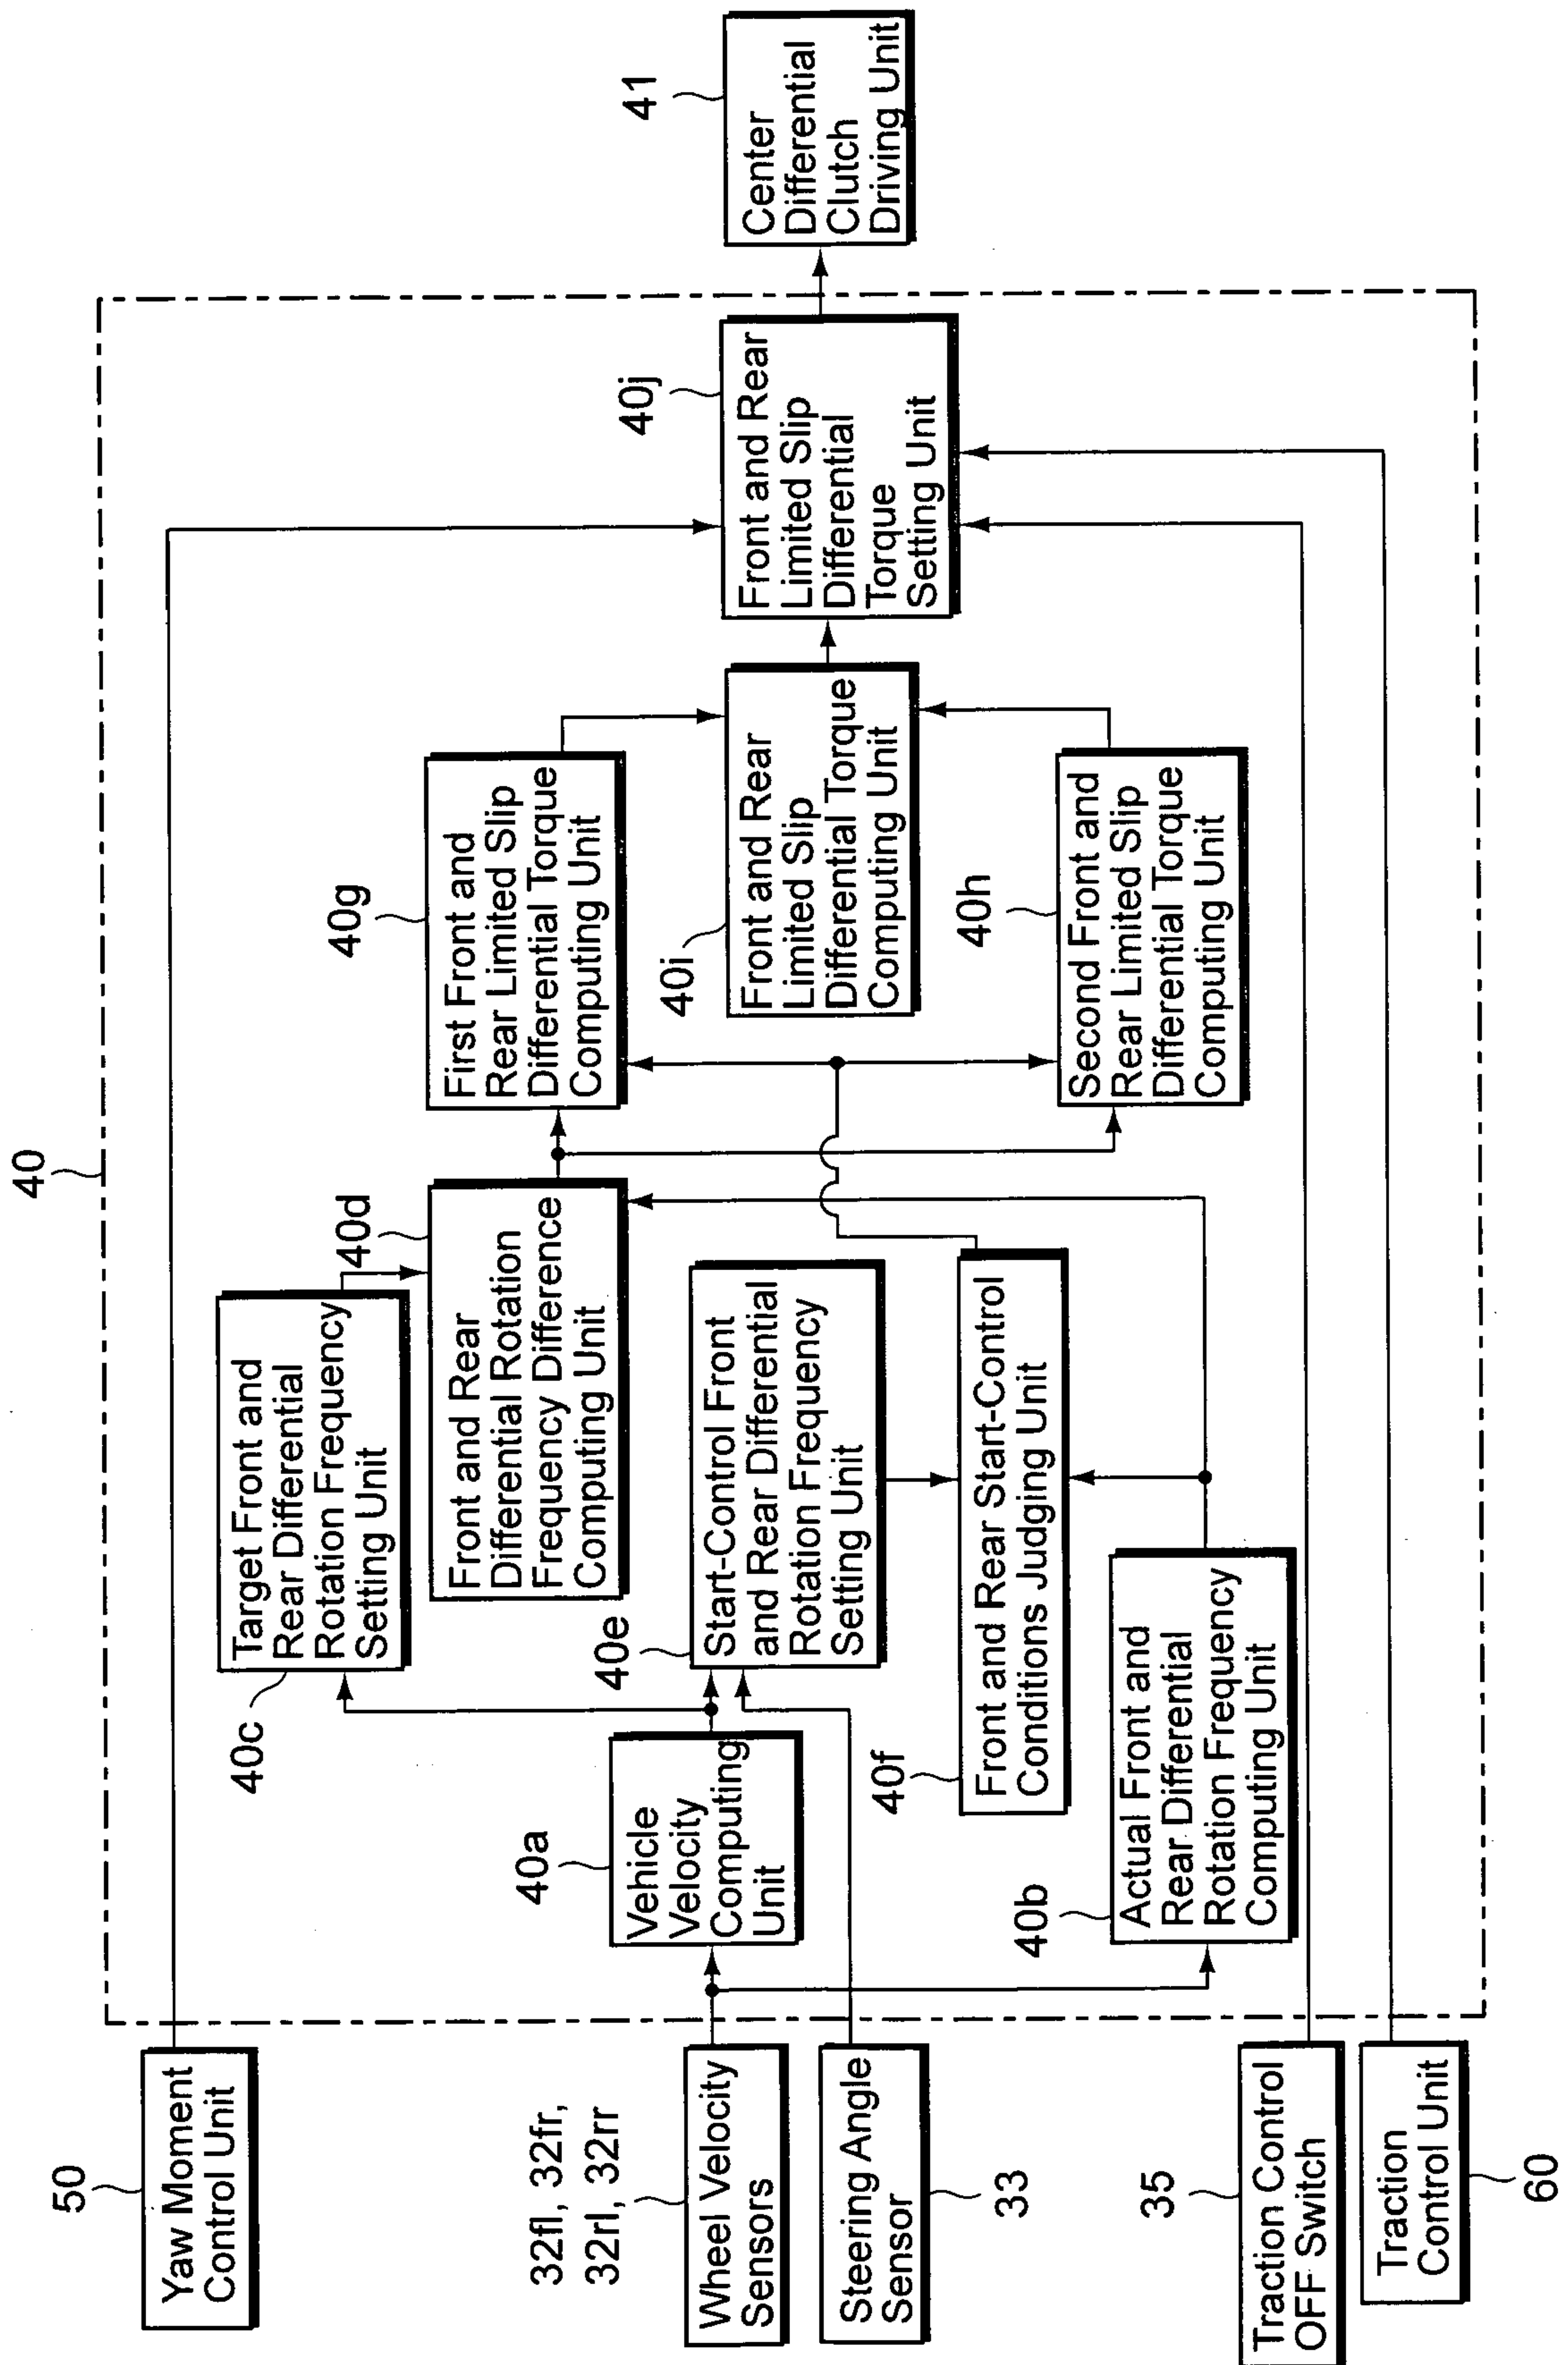 40
50
Yaw Moment
Control Unit
32fl, 32fr,
32rl, 32rr
Wheel Velocity
Sensors
Steering Angle
Sensor
33
35
Traction Control
OFF Switch
Traction
Control Unit
60
40a
Vehicle
Velocity
Computing
Unit
40b
Actual Front and
Rear Differential
Rotation Frequency
Computing Unit
40c
Target Front and
Rear Differential
Rotation Frequency
Setting Unit
40d
Front and Rear
Differential Rotation
Frequency Difference
Computing Unit
40e
Start-Control Front
and Rear Differential
Rotation Frequency
Setting Unit
40f
Front and Rear Start-Control
Conditions Judging Unit
40g
First Front and
Rear Limited Slip
Differential Torque
Computing Unit
40i
Front and Rear
Limited Slip
Differential Torque
Computing Unit
40h
Second Front and
Rear Limited Slip
Differential Torque
Computing Unit
40j
Front and Rear
Limited Slip
Differential
Torque
Setting Unit
41
Center
Differential
Clutch
Driving Unit